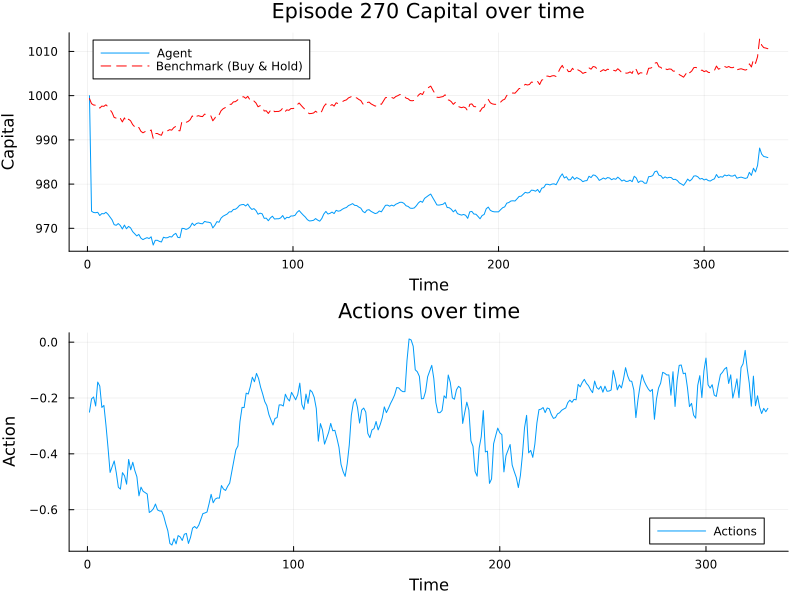 Episode 270 Capital over time
Agent
Benchmark (Buy & Hold)
Capital
1010
1000
990
980
970
0
100
200
300
Time
Actions over time
Action
0.0
−0.2
−0.4
−0.6
Actions
0
100
200
300
Time